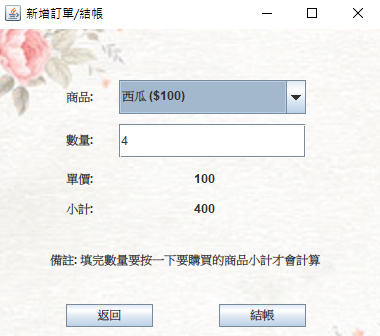 新增訂單/結帳
商品: 西瓜 ($100)
數量: 4
單價: 100
小計: 400
備註: 填完數量要按一下要購買的商品小計才會計算
返回 結帳